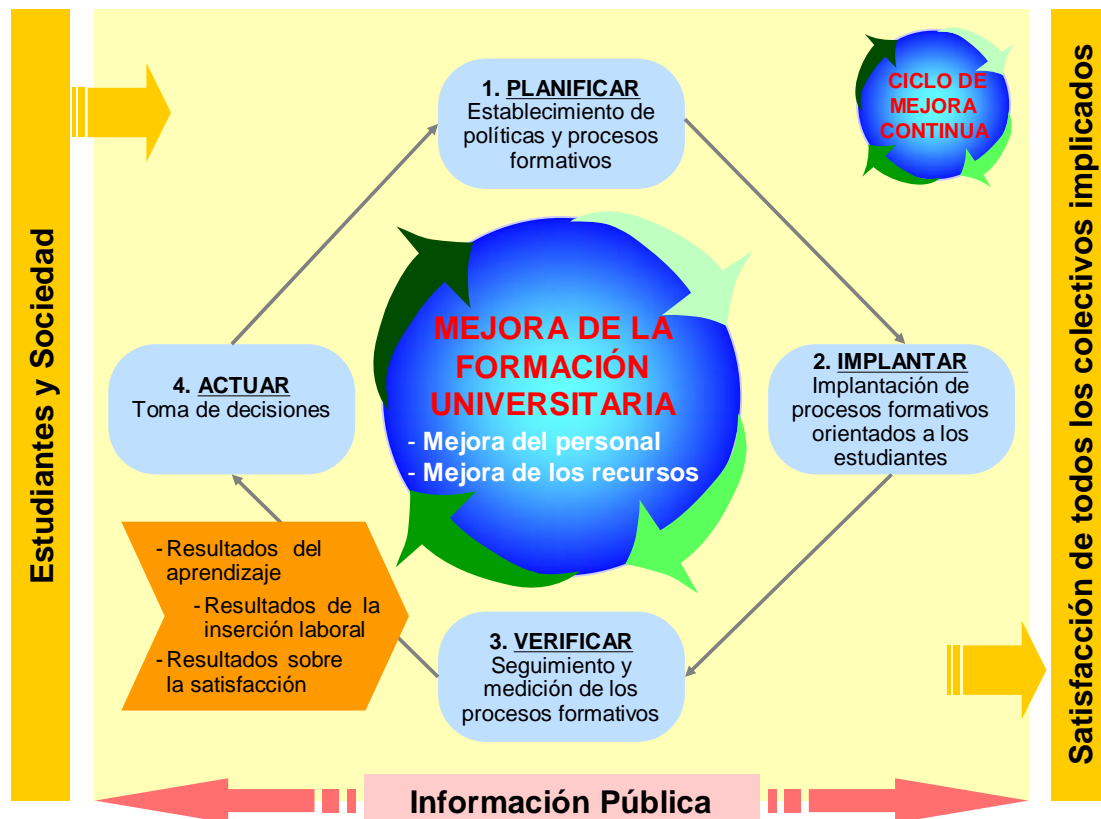 Estudiantes y Sociedad
1. PLANIFICAR
Establecimiento de
políticas y procesos
formativos
CICLO DE
MEJORA
CONTINUA
MEJORA DE LA
FORMACIÓN
UNIVERSITARIA
- Mejora del personal
- Mejora de los recursos
4. ACTUAR
Toma de decisiones
2. IMPLANTAR
Implantación de
procesos formativos
orientados a los
estudiantes
- Resultados del
aprendizaje
- Resultados de la
inserción laboral
- Resultados sobre
la satisfacción
3. VERIFICAR
Seguimiento y
medición de los
procesos formativos
Satisfacción de todos los colectivos implicados
Información Pública